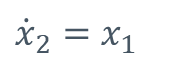 ẋ₂ = x₁